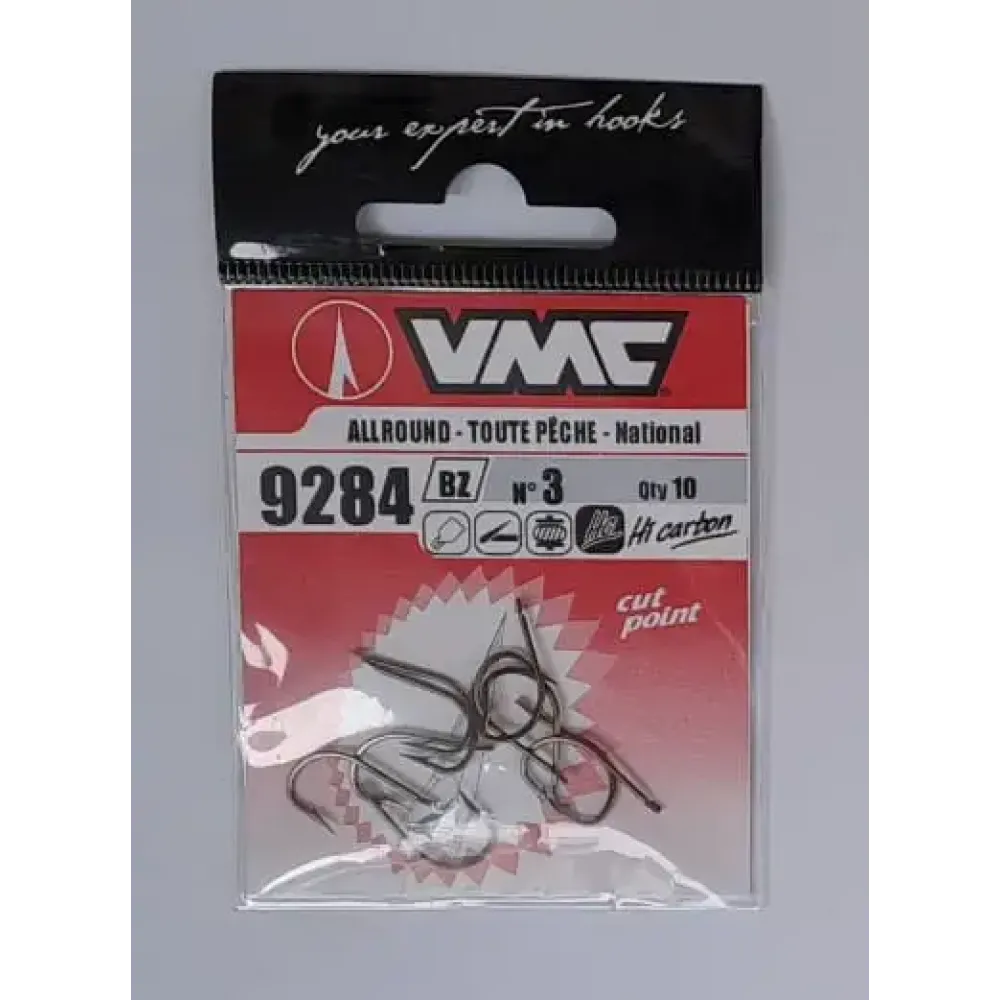 your expert in hooks
VMC
ALLROUND - TOUTE PÊCHE - National
9284 BZ N° 3 Qty 10
Hi carbon
cut
point